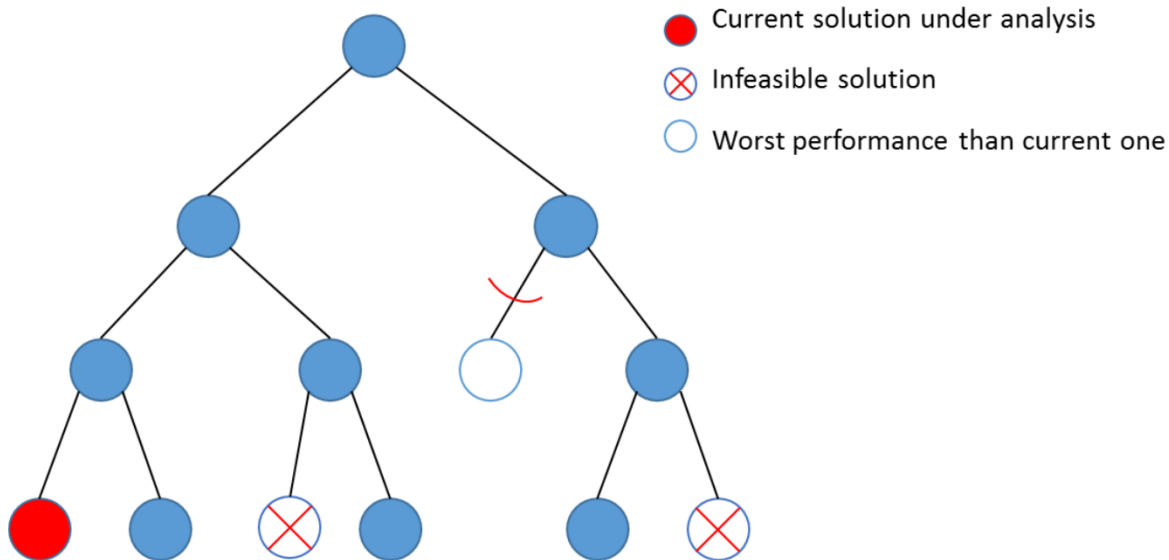 Current solution under analysis
Infeasible solution
Worst performance than current one